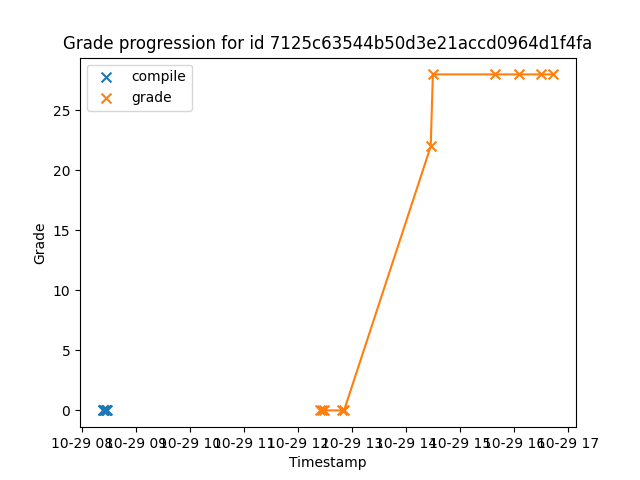 Grade progression for id 7125c63544b50d3e21accd0964d1f4fa
compile
grade
25
20
15
10
5
0
Grade
10-29 08 10-29 09 10-29 10 10-29 11 10-29 12 10-29 13 10-29 14 10-29 15 10-29 16 10-29 17
Timestamp